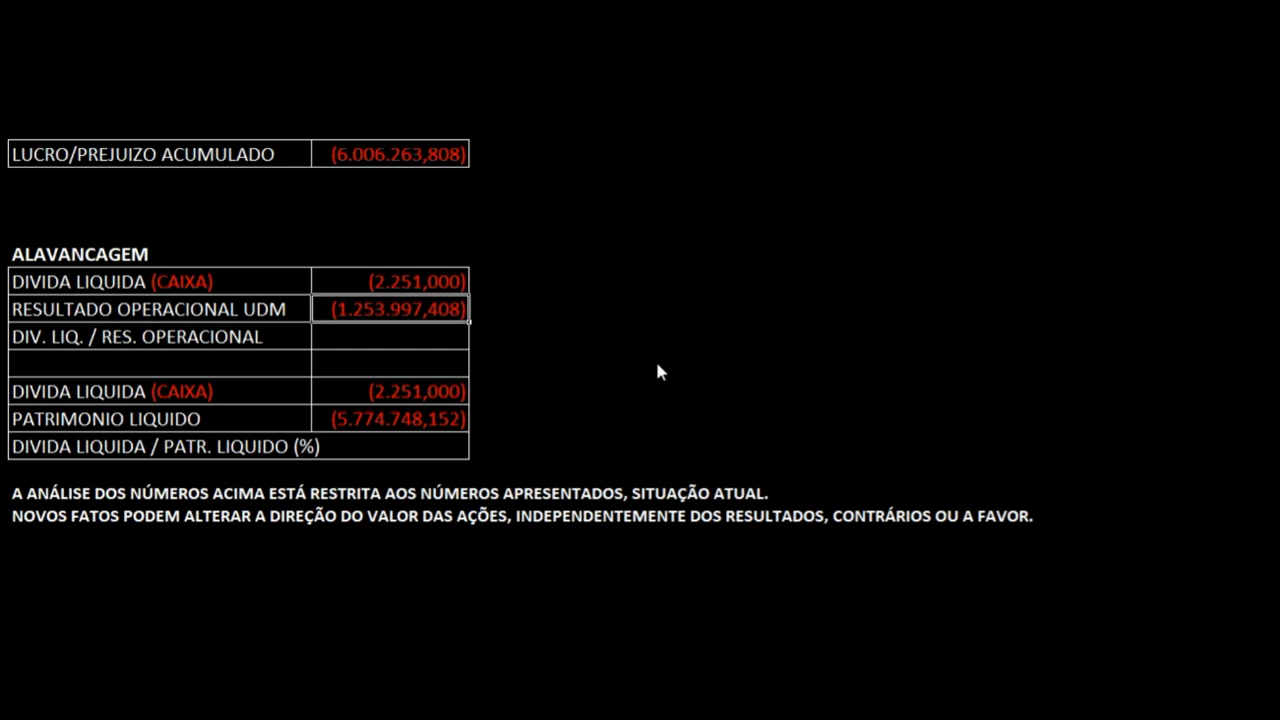 LUCRO/PREJUIZO ACUMULADO (6.006.263,808)
ALAVANCAGEM
DIVIDA LIQUIDA (CAIXA) (2.251,000)
RESULTADO OPERACIONAL UDM (1.253.997,408)
DIV. LIQ. / RES. OPERACIONAL
DIVIDA LIQUIDA (CAIXA) (2.251,000)
PATRIMONIO LIQUIDO (5.774.748,152)
DIVIDA LIQUIDA / PATR. LIQUIDO (%)
A ANÁLISE DOS NÚMEROS ACIMA ESTÁ RESTRITA AOS NÚMEROS APRESENTADOS, SITUAÇÃO ATUAL.
NOVOS FATOS PODEM ALTERAR A DIREÇÃO DO VALOR DAS AÇÕES, INDEPENDENTEMENTE DOS RESULTADOS, CONTRÁRIOS OU A FAVOR.